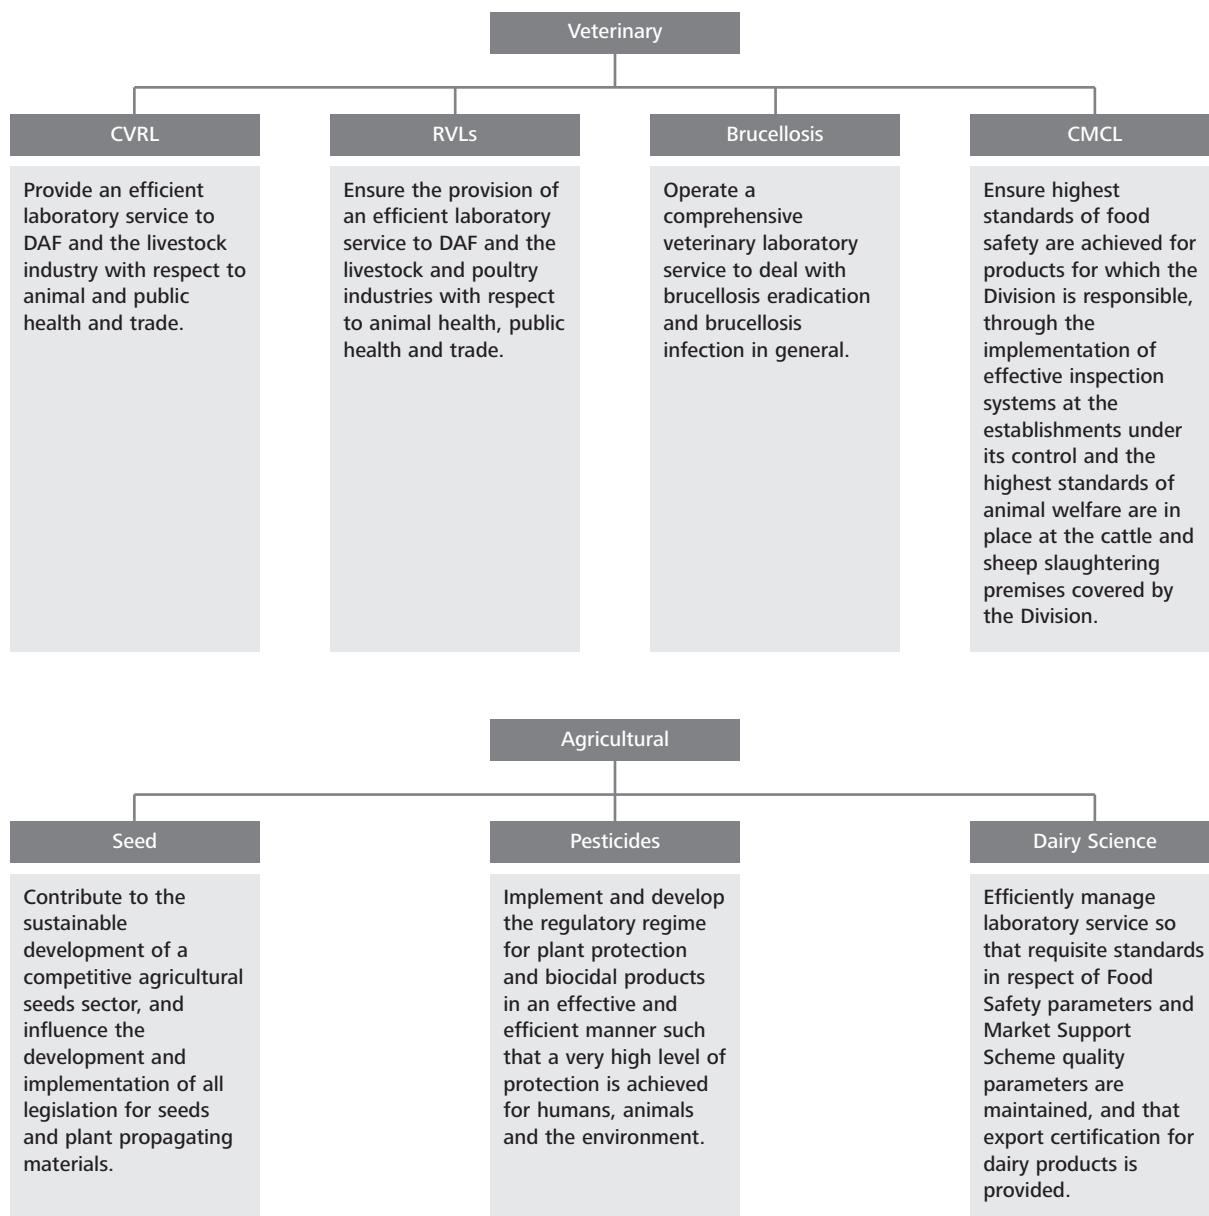 Veterinary
CVRL
Provide an efficient
laboratory service to
DAF and the livestock
industry with respect to
animal and public
health and trade.
RVLs
Ensure the provision of
an efficient laboratory
service to DAF and the
livestock and poultry
industries with respect
to animal health, public
health and trade.
Brucellosis
Operate a
comprehensive
veterinary laboratory
service to deal with
brucellosis eradication
and brucellosis
infection in general.
CMCL
Ensure highest
standards of food
safety are achieved for
products for which the
Division is responsible,
through the
implementation of
effective inspection
systems at the
establishments under
its control and the
highest standards of
animal welfare are in
place at the cattle and
sheep slaughtering
premises covered by
the Division.
Agricultural
Seed
Contribute to the
sustainable
development of a
competitive agricultural
seeds sector, and
influence the
development and
implementation of all
legislation for seeds
and plant propagating
materials.
Pesticides
Implement and develop
the regulatory regime
for plant protection
and biocidal products
in an effective and
efficient manner such
that a very high level of
protection is achieved
for humans, animals
and the environment.
Dairy Science
Efficiently manage
laboratory service so
that requisite standards
in respect of Food
Safety parameters and
Market Support
Scheme quality
parameters are
maintained, and that
export certification for
dairy products is
provided.